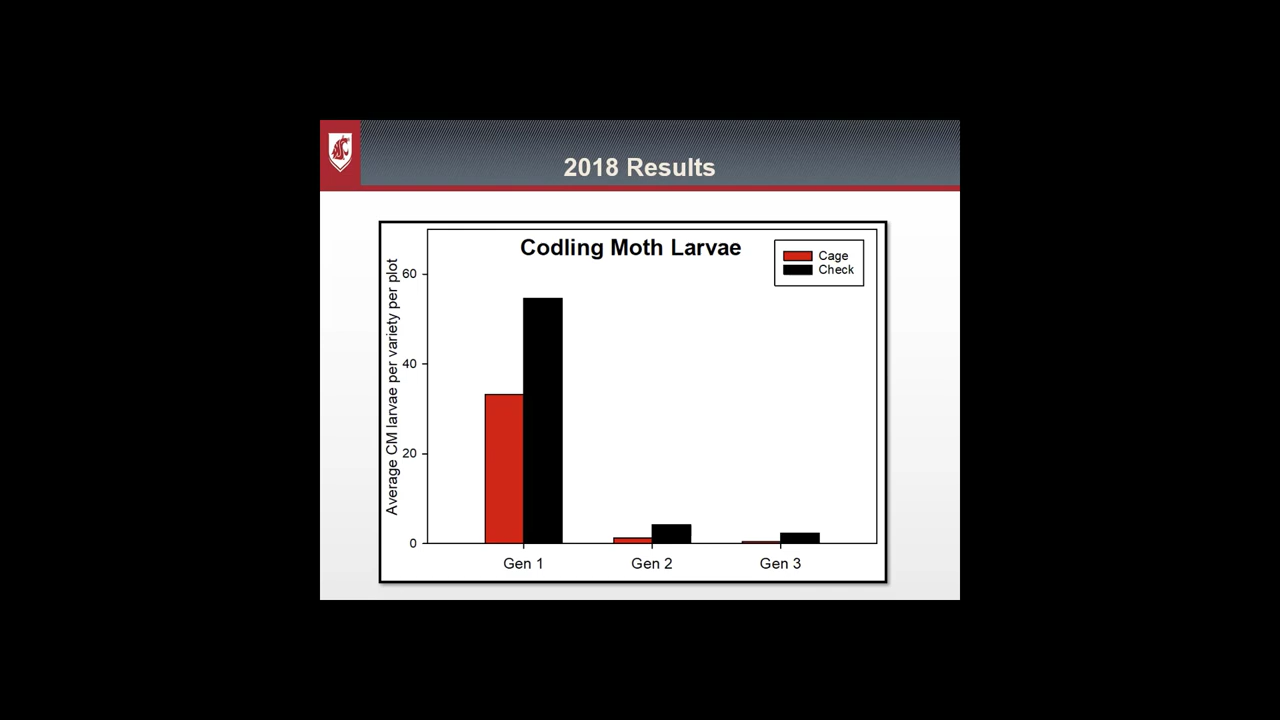 2018 Results
Codling Moth Larvae
Cage
Check
Average CM larvae per variety per plot
60
40
20
0
Gen 1
Gen 2
Gen 3